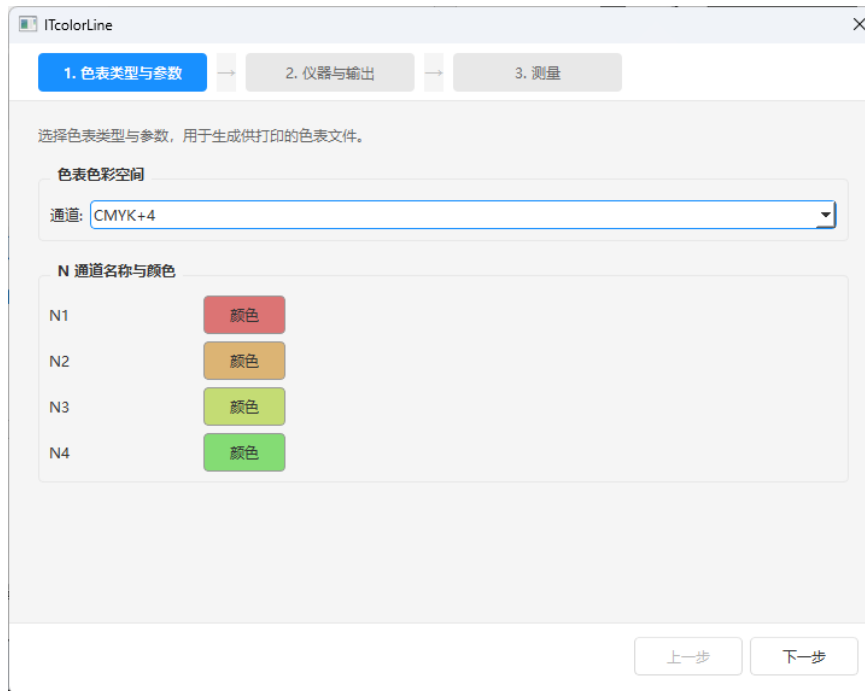 ITcolorLine
1. 色表类型与参数 → 2. 仪器与输出 → 3. 测量
选择色表类型与参数，用于生成供打印的色表文件。
色表色彩空间
通道: CMYK+4
N 通道名称与颜色
N1 颜色
N2 颜色
N3 颜色
N4 颜色
上一步 下一步